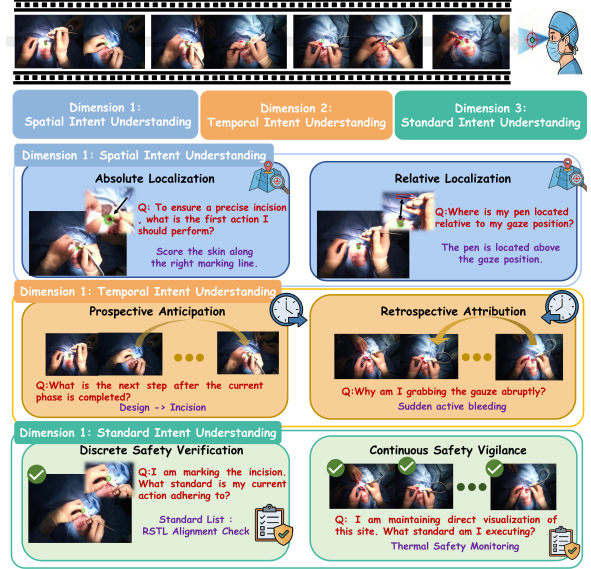 Dimension 1:
Spatial Intent Understanding
Dimension 2:
Temporal Intent Understanding
Dimension 3:
Standard Intent Understanding
Dimension 1: Spatial Intent Understanding
Absolute Localization
Q: To ensure a precise incision
, what is the first action I
should perform?
Score the skin along
the right marking line.
Relative Localization
Q:Where is my pen located
relative to my gaze position?
The pen is located above
the gaze position.
Dimension 1: Temporal Intent Understanding
Prospective Anticipation
Q:What is the next step after the current
phase is completed?
Design -> Incision
Retrospective Attribution
Q:Why am I grabbing the gauze abruptly?
Sudden active bleeding
Dimension 1: Standard Intent Understanding
Discrete Safety Verification
Q:I am marking the incision.
What standard is my current
action adhering to?
Standard List :
RSTL Alignment Check
Continuous Safety Vigilance
Q: I am maintaining direct visualization of
this site. What standard am I executing?
Thermal Safety Monitoring